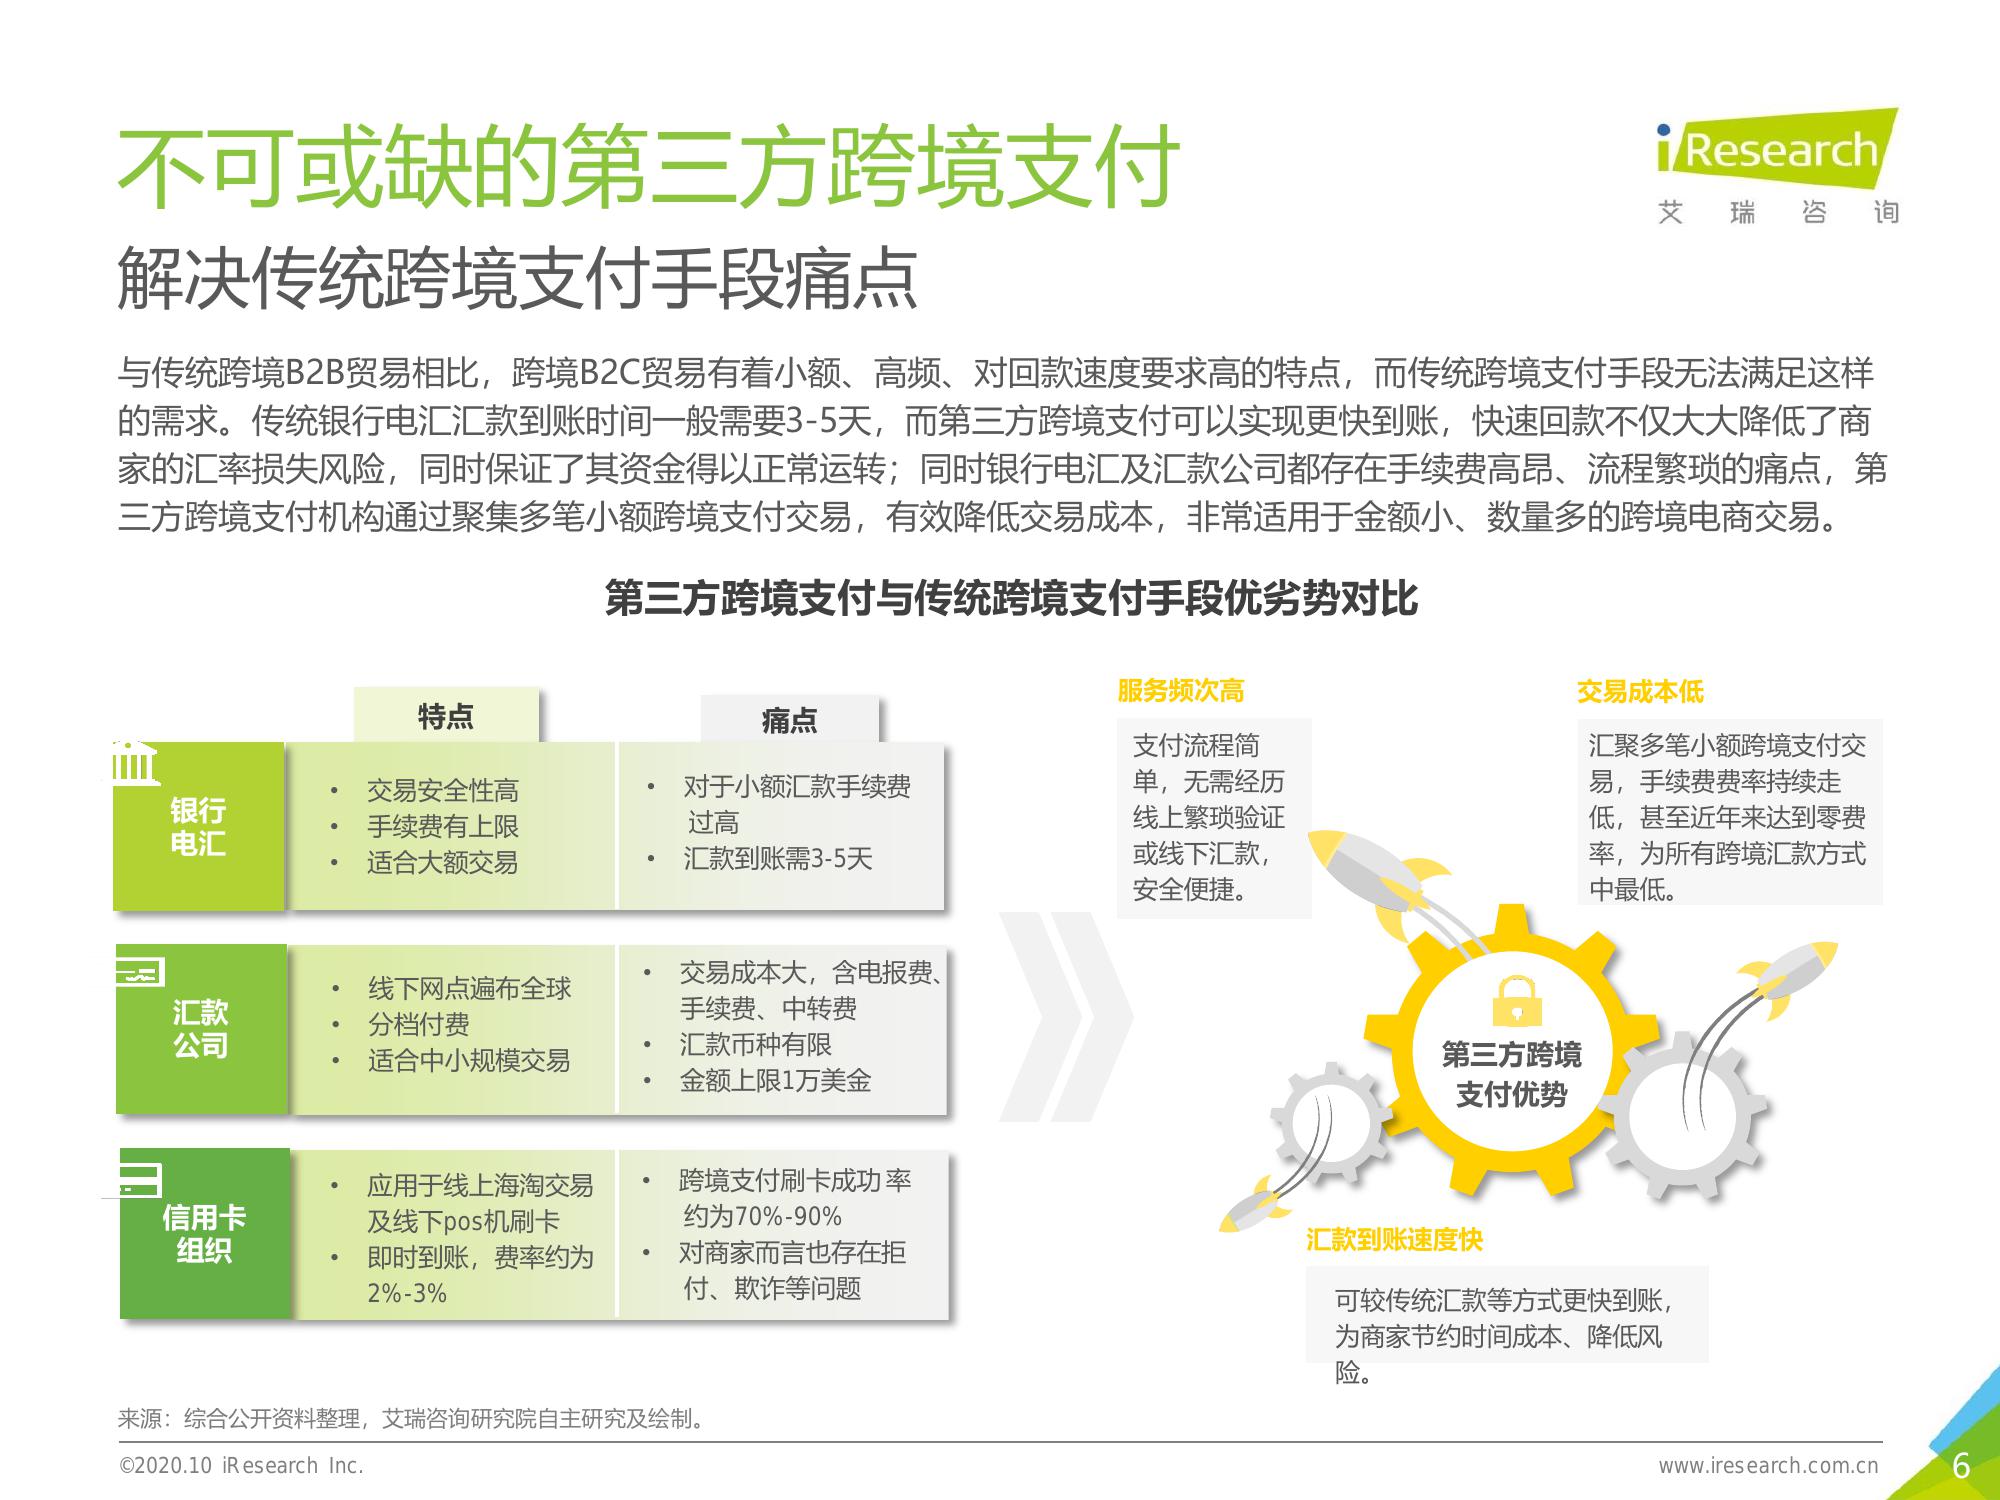 不可或缺的第三方跨境支付
iResearch
艾瑞咨询
解决传统跨境支付手段痛点
与传统跨境B2B贸易相比，跨境B2C贸易有着小额、高频、对回款速度要求高的特点，而传统跨境支付手段无法满足这样
的需求。传统银行电汇汇款到账时间一般需要3-5天，而第三方跨境支付可以实现更快到账，快速回款不仅大大降低了商
家的汇率损失风险，同时保证了其资金得以正常运转；同时银行电汇及汇款公司都存在手续费高昂、流程繁琐的痛点，第
三方跨境支付机构通过聚集多笔小额跨境支付交易，有效降低交易成本，非常适用于金额小、数量多的跨境电商交易。
第三方跨境支付与传统跨境支付手段优劣势对比
特点
痛点
银行
电汇
• 交易安全性高
• 手续费有上限
• 适合大额交易
• 对于小额汇款手续费
过高
• 汇款到账需3-5天
汇款
公司
• 线下网点遍布全球
• 分档付费
• 适合中小规模交易
• 交易成本大，含电报费、
手续费、中转费
• 汇款币种有限
• 金额上限1万美金
信用卡
组织
• 应用于线上海淘交易
及线下pos机刷卡
• 即时到账，费率约为
2%-3%
• 跨境支付刷卡成功 率
约为70%-90%
• 对商家而言也存在拒
付、欺诈等问题
服务频次高
支付流程简
单，无需经历
线上繁琐验证
或线下汇款，
安全便捷。
交易成本低
汇聚多笔小额跨境支付交
易，手续费费率持续走
低，甚至近年来达到零费
率，为所有跨境汇款方式
中最低。
第三方跨境
支付优势
汇款到账速度快
可较传统汇款等方式更快到账，
为商家节约时间成本、降低风
险。
来源：综合公开资料整理，艾瑞咨询研究院自主研究及绘制。
©2020.10 iResearch Inc.
www.iresearch.com.cn
6